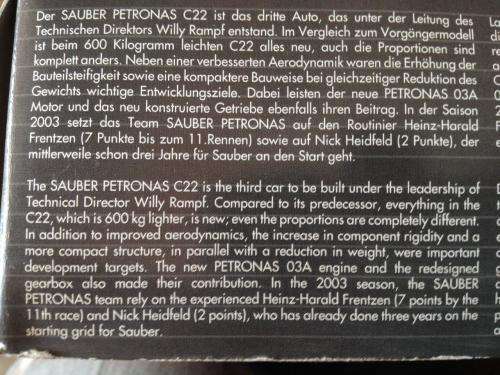 Der SAUBER PETRONAS C22 ist das dritte Auto, das unter der Leitung des
Technischen Direktors Willy Rampf entstand. Im Vergleich zum Vorgängermodell
ist beim 600 Kilogramm leichten C22 alles neu, auch die Proportionen sind
komplett anders. Neben einer verbesserten Aerodynamik waren die Erhöhung der
Bauteilsteifigkeit sowie eine kompaktere Bauweise bei gleichzeitiger Reduktion des
Gewichts wichtige Entwicklungsziele. Dabei leisten der neue PETRONAS 03A
Motor und das neu konstruierte Getriebe ebenfalls ihren Beitrag. In der Saison
2003 setzt das Team SAUBER PETRONAS auf den Routinier Heinz-Harald
Frentzen (7 Punkte bis zum 11.Rennen) sowie auf Nick Heidfeld (2 Punkte), der
mittlerweile schon drei Jahre für Sauber an den Start geht.
The SAUBER PETRONAS C22 is the third car to be built under the leadership of
Technical Director Willy Rampf. Compared to its predecessor, everything in the
C22, which is 600 kg lighter, is new; even the proportions are completely different.
In addition to improved aerodynamics, the increase in component rigidity and a
more compact structure, in parallel with a reduction in weight, were important
development targets. The new PETRONAS 03A engine and the redesigned
gearbox also made their contribution. In the 2003 season, the SAUBER
PETRONAS team rely on the experienced Heinz-Harald Frentzen (7 points by the
11th race) and Nick Heidfeld (2 points), who has already done three years on the
starting grid for Sauber.